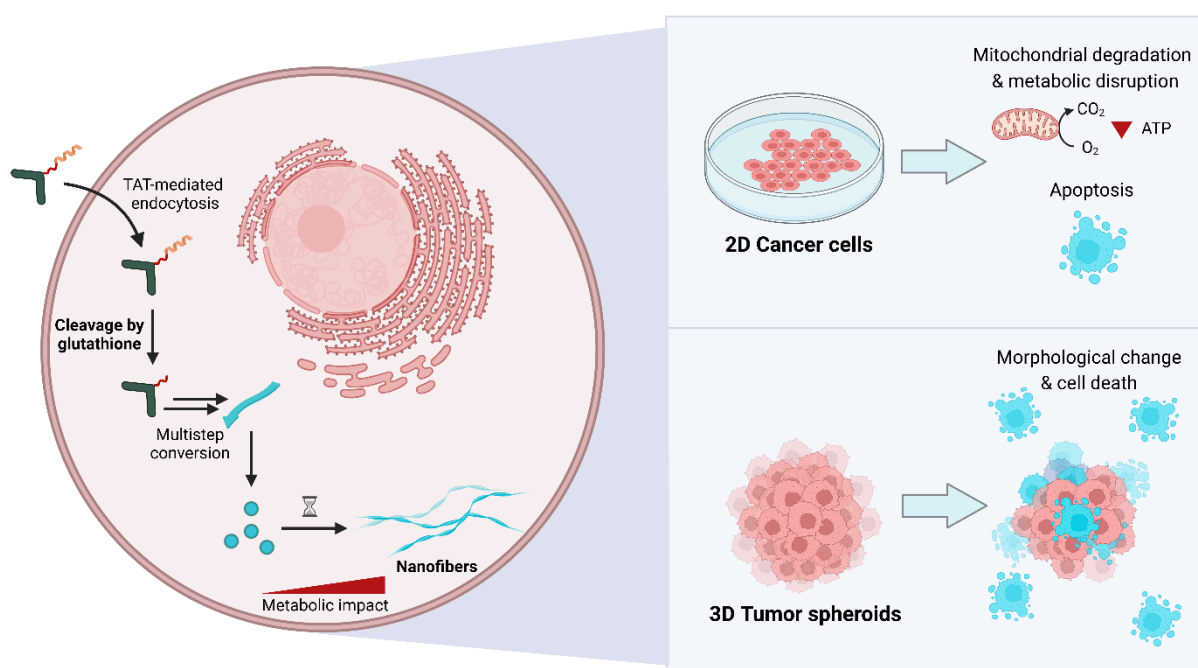 TAT-mediated
endocytosis
Cleavage by
glutathione
Multistep
conversion
Nanofibers
Metabolic impact
2D Cancer cells
Mitochondrial degradation
& metabolic disruption
CO₂
O₂
ATP
Apoptosis
3D Tumor spheroids
Morphological change
& cell death